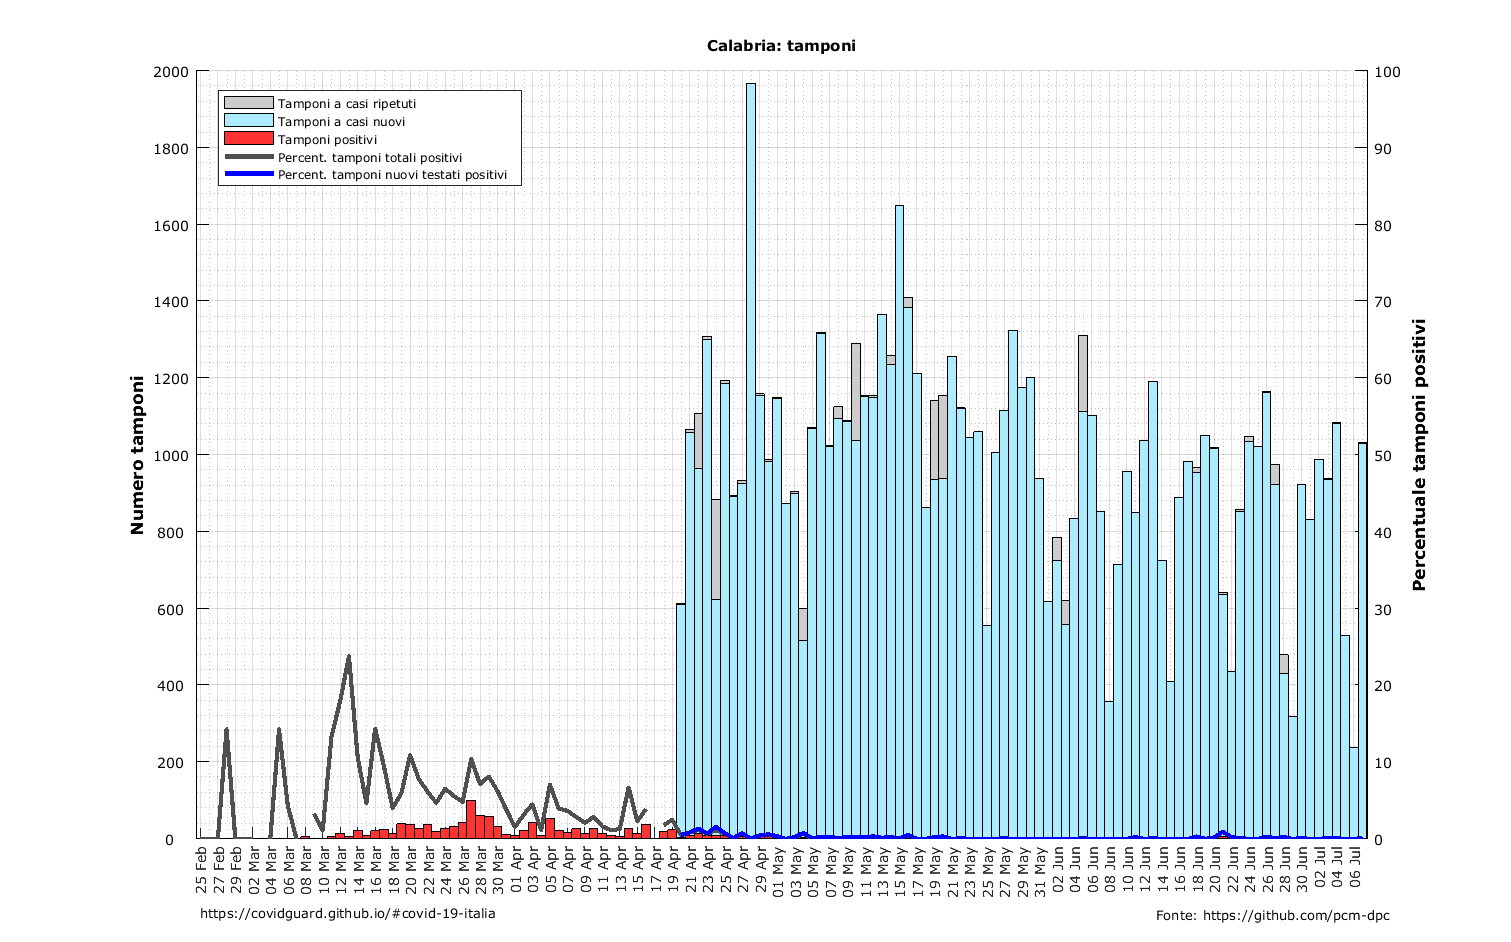 Calabria: tamponi
Tamponi a casi ripetuti
Tamponi a casi nuovi
Tamponi positivi
Percent. tamponi totali positivi
Percent. tamponi nuovi testati positivi
Numero tamponi
2000
1800
1600
1400
1200
1000
800
600
400
200
0
100
90
80
70
60
50
40
30
20
10
0
Percentuale tamponi positivi
25 Feb
27 Feb
29 Feb
02 Mar
04 Mar
06 Mar
08 Mar
10 Mar
12 Mar
14 Mar
16 Mar
18 Mar
20 Mar
22 Mar
24 Mar
26 Mar
28 Mar
30 Mar
01 Apr
03 Apr
05 Apr
07 Apr
09 Apr
11 Apr
13 Apr
15 Apr
17 Apr
19 Apr
21 Apr
23 Apr
25 Apr
27 Apr
29 Apr
01 May
03 May
05 May
07 May
09 May
11 May
13 May
15 May
17 May
19 May
21 May
23 May
25 May
27 May
29 May
31 May
02 Jun
04 Jun
06 Jun
08 Jun
10 Jun
12 Jun
14 Jun
16 Jun
18 Jun
20 Jun
22 Jun
24 Jun
26 Jun
28 Jun
30 Jun
02 Jul
04 Jul
06 Jul
https://covidguard.github.io/#covid-19-italia
Fonte: https://github.com/pcm-dpc